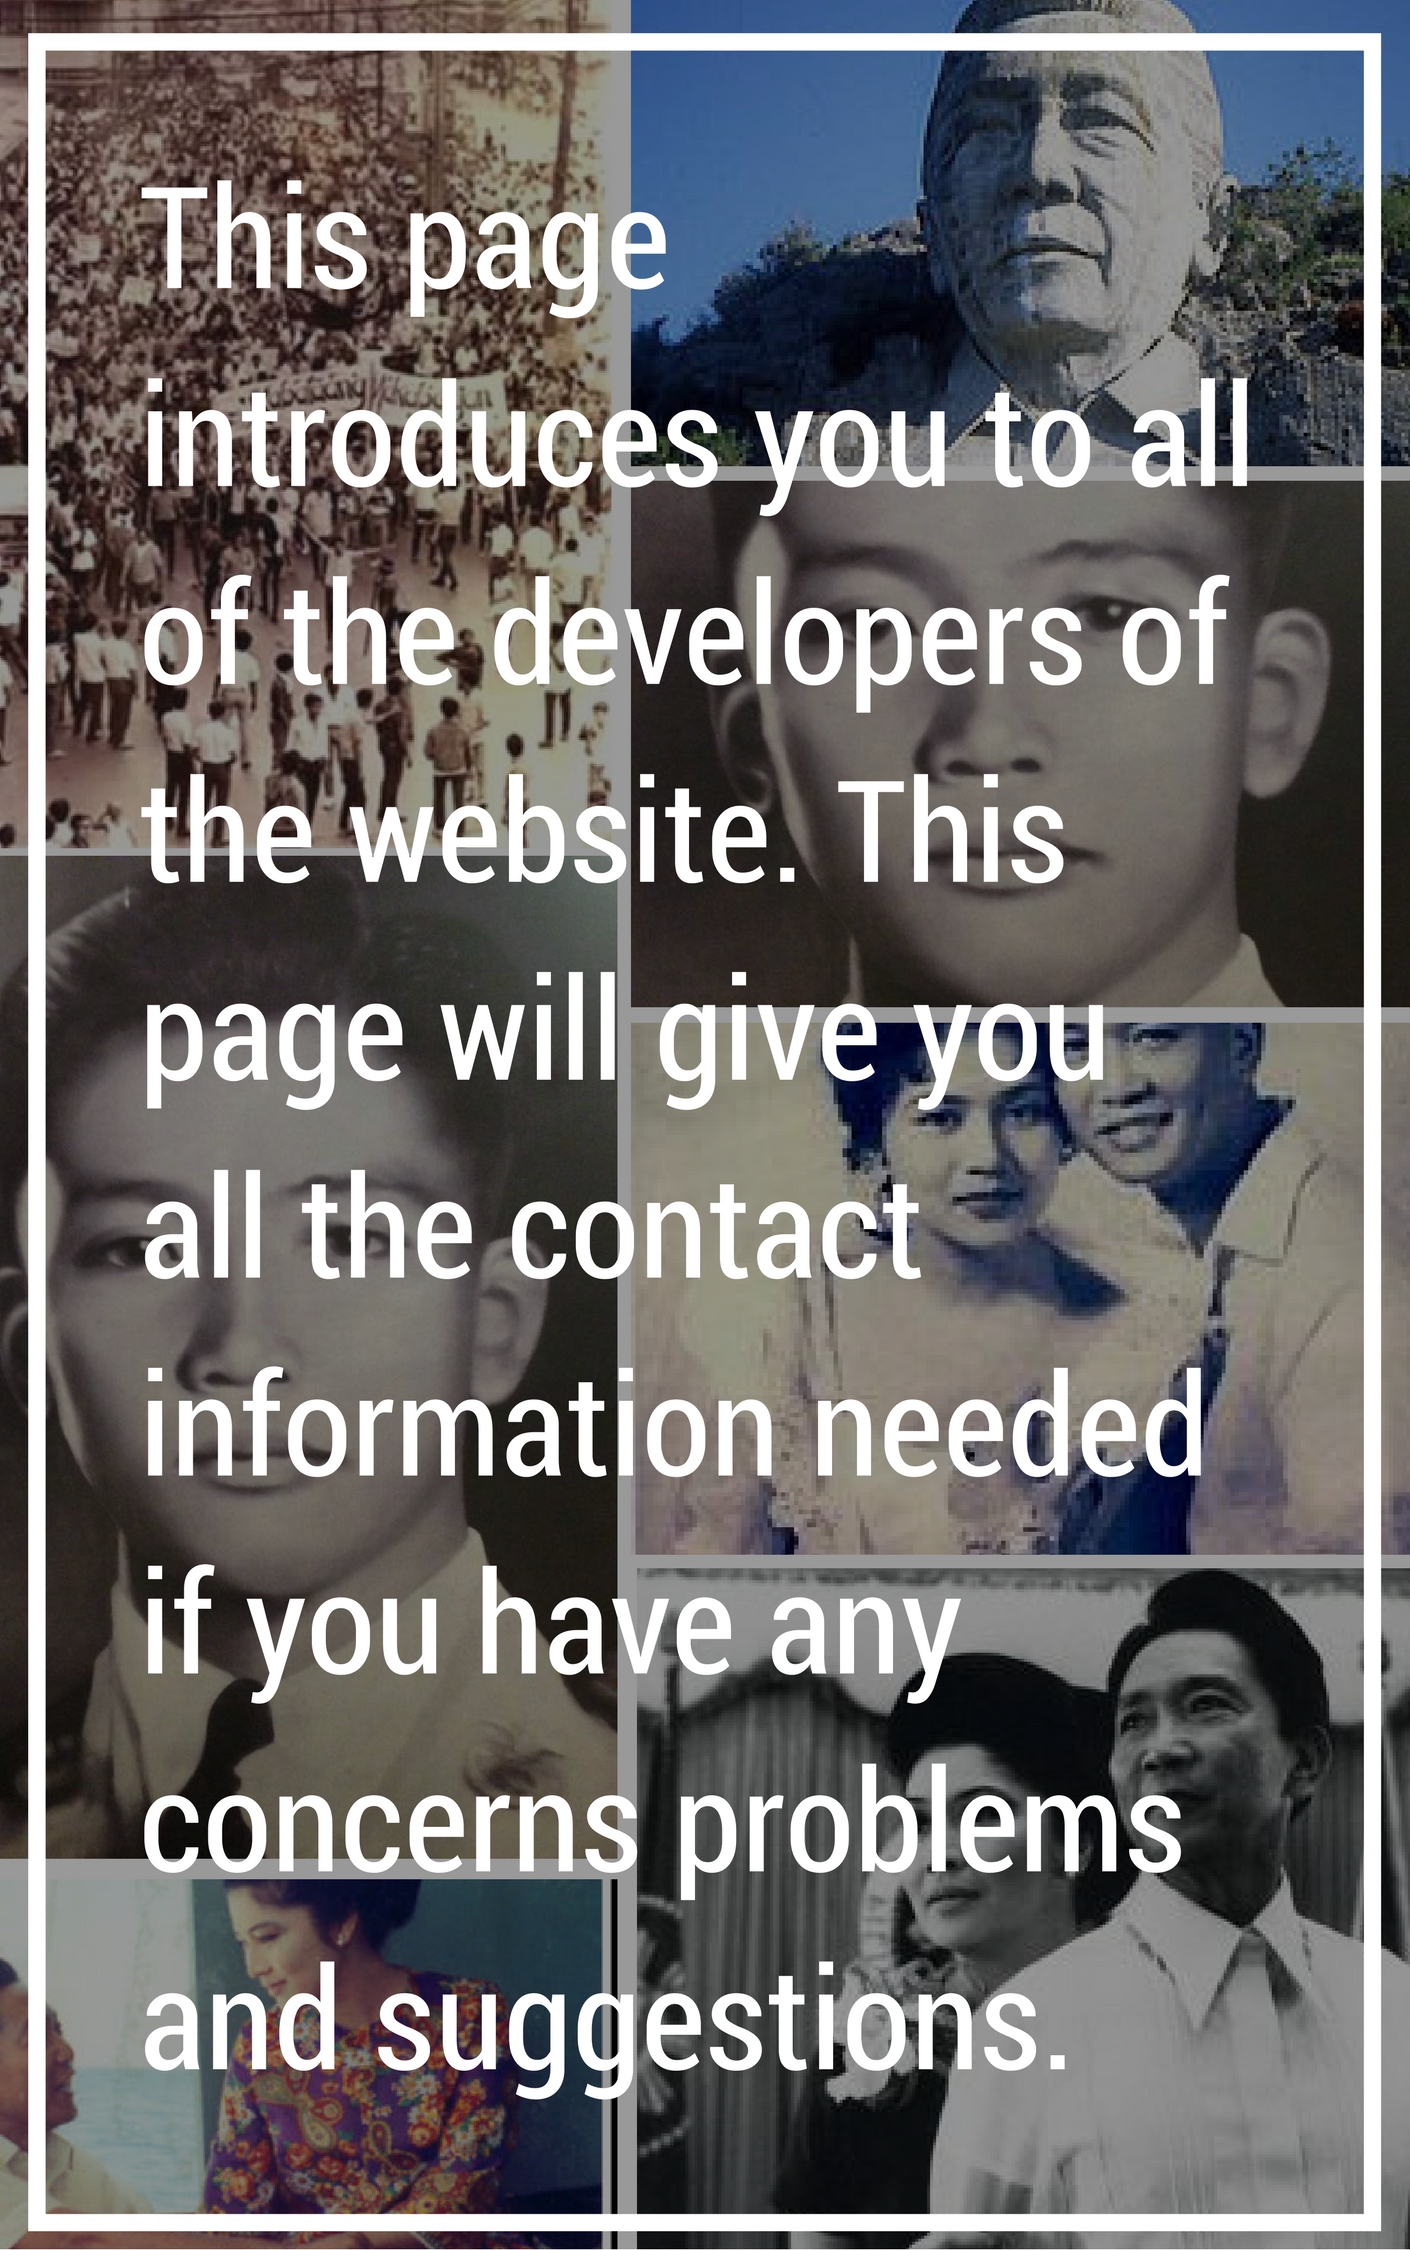 This page
introduces you to all
of the developers of
the website. This
page will give you
all the contact
information needed
if you have any
concerns problems
and suggestions.